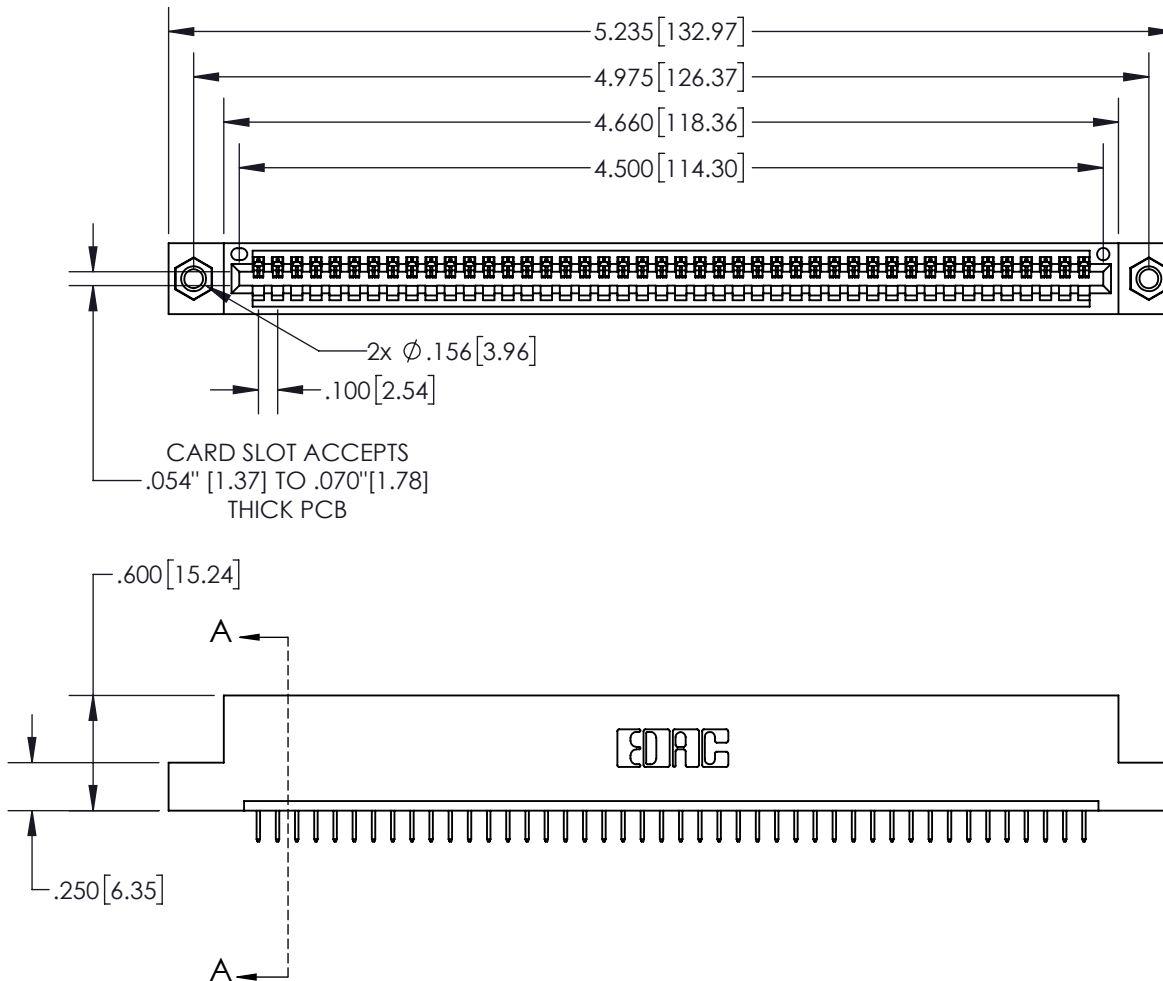 5.235[132.97]
4.975[126.37]
4.660[118.36]
4.500[114.30]
2x Ø.156[3.96]
.100[2.54]
CARD SLOT ACCEPTS
.054" [1.37] TO .070"[1.78]
THICK PCB
.600[15.24]
A
EDAC
.250[6.35]
A